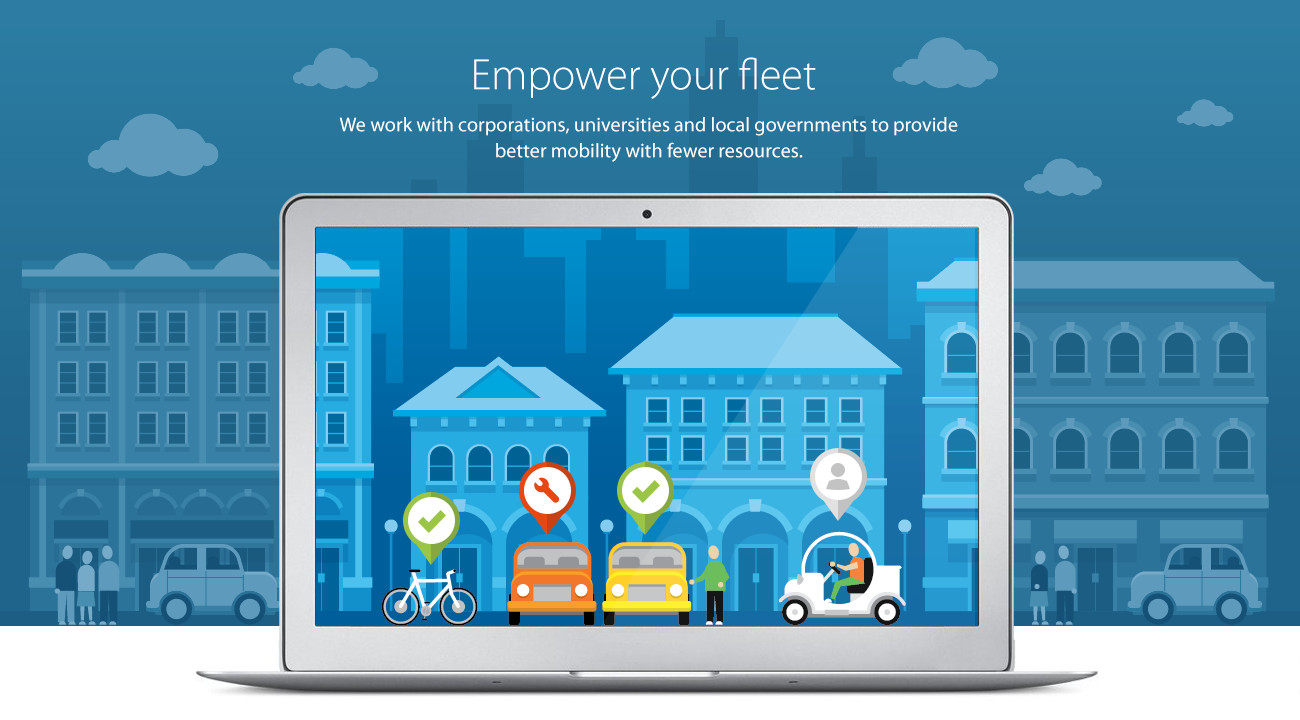 Empower your fleet
We work with corporations, universities and local governments to provide
better mobility with fewer resources.